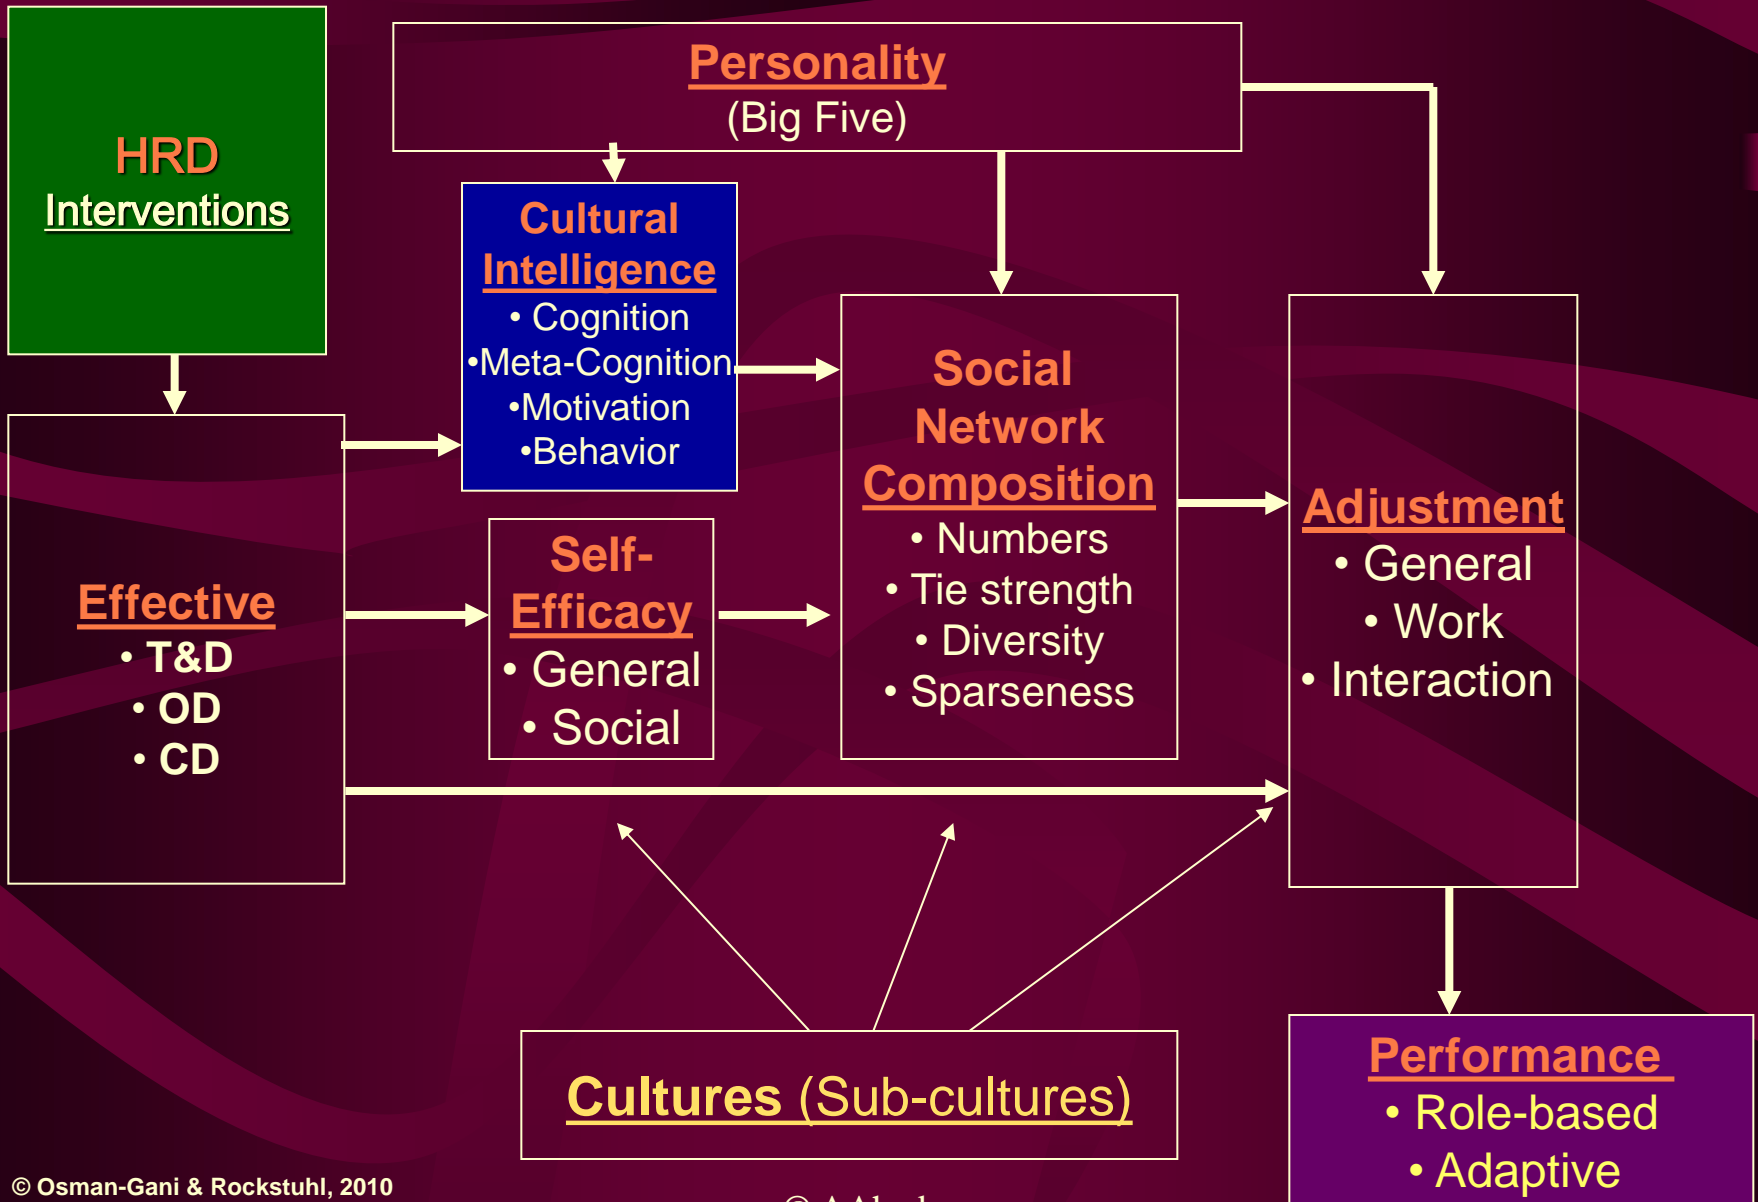 HRD
Interventions
Personality
(Big Five)
Cultural
Intelligence
• Cognition
•Meta-Cognition
•Motivation
•Behavior
Effective
• T&D
• OD
• CD
Self-
Efficacy
• General
• Social
Social
Network
Composition
• Numbers
• Tie strength
• Diversity
• Sparseness
Adjustment
• General
• Work
• Interaction
Cultures (Sub-cultures)
Performance
• Role-based
• Adaptive
© Osman-Gani & Rockstuhl, 2010